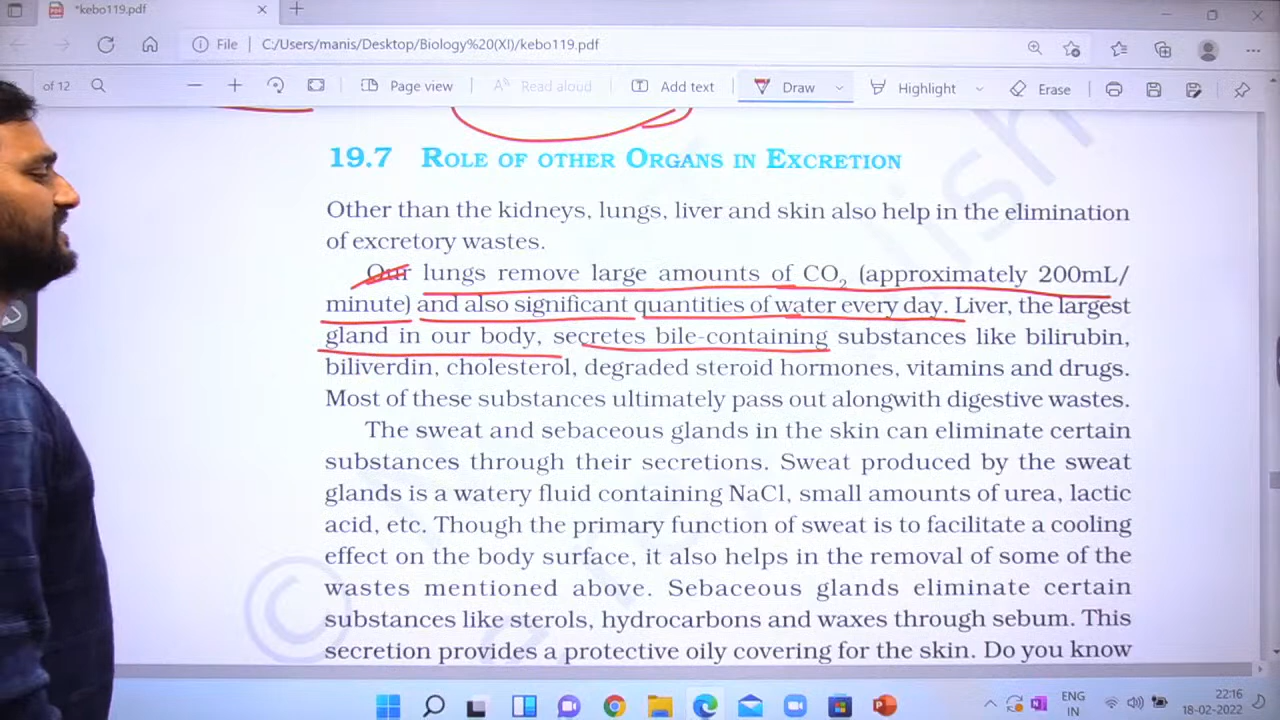 *kebo119.pdf
File C:/Users/manis/Desktop/Biology%20(XI)/kebo119.pdf
of 12 Page view Read aloud Add text Draw Highlight Erase
19.7 ROLE OF OTHER ORGANS IN EXCRETION
Other than the kidneys, lungs, liver and skin also help in the elimination
of excretory wastes.
Our lungs remove large amounts of CO₂ (approximately 200mL/
minute) and also significant quantities of water every day. Liver, the largest
gland in our body, secretes bile-containing substances like bilirubin,
biliverdin, cholesterol, degraded steroid hormones, vitamins and drugs.
Most of these substances ultimately pass out alongwith digestive wastes.
The sweat and sebaceous glands in the skin can eliminate certain
substances through their secretions. Sweat produced by the sweat
glands is a watery fluid containing NaCl, small amounts of urea, lactic
acid, etc. Though the primary function of sweat is to facilitate a cooling
effect on the body surface, it also helps in the removal of some of the
wastes mentioned above. Sebaceous glands eliminate certain
substances like sterols, hydrocarbons and waxes through sebum. This
secretion provides a protective oily covering for the skin. Do you know
ENG
IN
22:16
18-02-2022